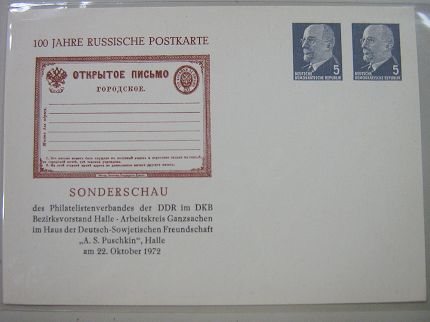 100 JAHRE RUSSISCHE POSTKARTE
ОТКРЫТОЕ ПИСЬМО
ГОРОДСКОЕ.
5
DEUTSCHE
DEMOKRATISCHE REPUBLIK
5
DEUTSCHE
DEMOKRATISCHE REPUBLIK
SONDERSCHAU
des Philatelistenverbandes der DDR im DKB
Bezirksvorstand Halle - Arbeitskreis Ganzsachen
im Haus der Deutsch-Sowjetischen Freundschaft
„A. S. Puschkin", Halle
am 22. Oktober 1972